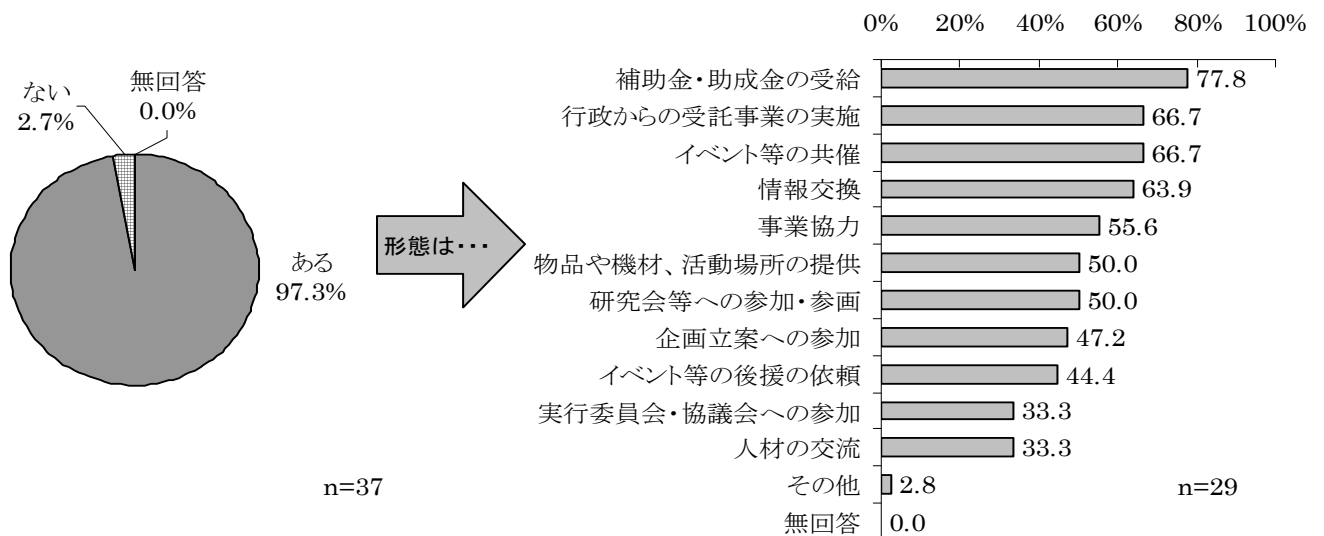 ない
2.7%
無回答
0.0%
ある
97.3%
n=37
形態は・・・
0% 20% 40% 60% 80% 100%
補助金・助成金の受給 77.8
行政からの受託事業の実施 66.7
イベント等の共催 66.7
情報交換 63.9
事業協力 55.6
物品や機材、活動場所の提供 50.0
研究会等への参加・参画 50.0
企画立案への参加 47.2
イベント等の後援の依頼 44.4
実行委員会・協議会への参加 33.3
人材の交流 33.3
その他 2.8
無回答 0.0
n=29